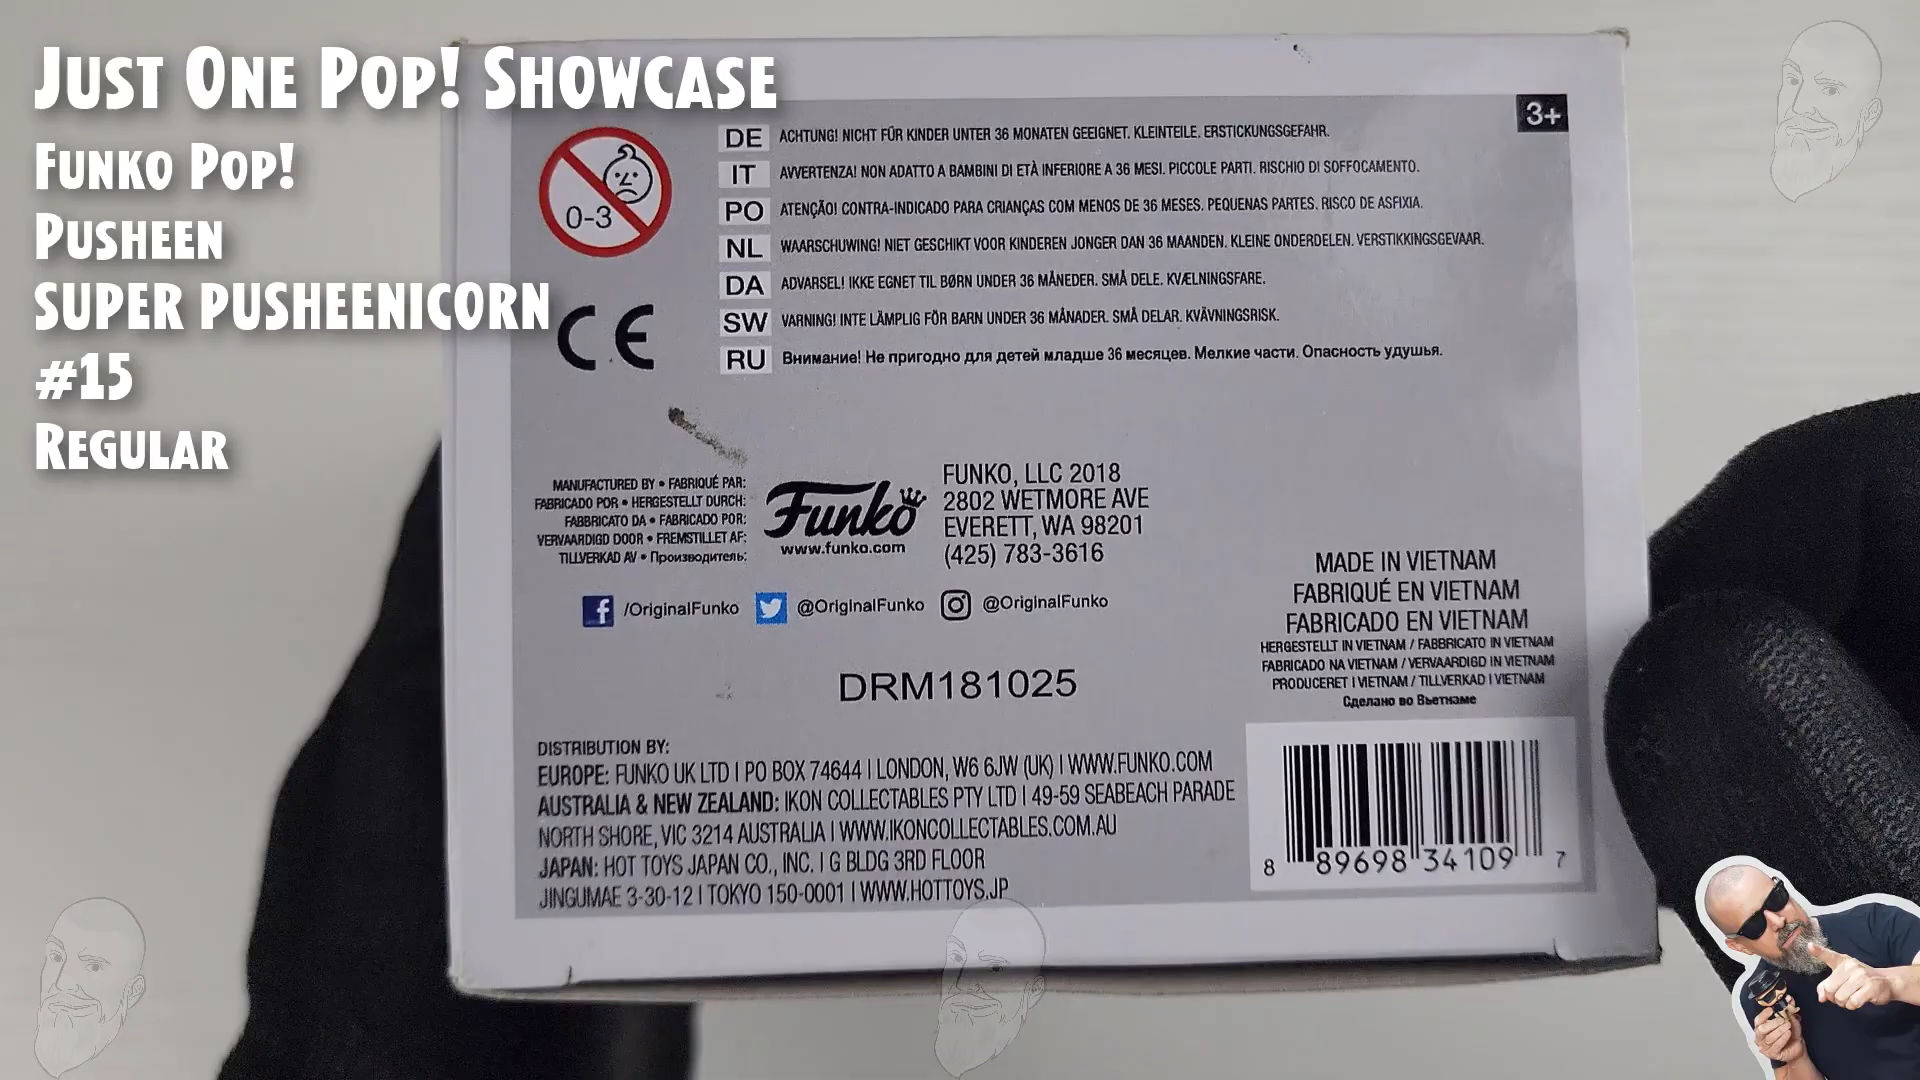 JUST ONE POP! SHOWCASE
FUNKO POP!
PUSHEEN
SUPER PUSHEENICORN
#15
REGULAR
3+
0-3
DE ACHTUNG! NICHT FÜR KINDER UNTER 36 MONATEN GEEIGNET. KLEINTEILE. ERSTICKUNGSGEFAHR.
IT AVVERTENZA! NON ADATTO A BAMBINI DI ETÀ INFERIORE A 36 MESI. PICCOLE PARTI. RISCHIO DI SOFFOCAMENTO.
PO ATENÇÃO! CONTRA-INDICADO PARA CRIANÇAS COM MENOS DE 36 MESES. PEQUENAS PARTES. RISCO DE ASFIXIA.
NL WAARSCHUWING! NIET GESCHIKT VOOR KINDEREN JONGER DAN 36 MAANDEN. KLEINE ONDERDELEN. VERSTIKKINGSGEVAAR.
DA ADVARSEL! IKKE EGNET TIL BØRN UNDER 36 MÅNEDER. SMÅ DELE. KVÆLNINGSFARE.
SW VARNING! INTE LÄMPLIG FÖR BARN UNDER 36 MÅNADER. SMÅ DELAR. KVÄVNINGSRISK.
RU Внимание! Не пригодно для детей младше 36 месяцев. Мелкие части. Опасность удушья.
CE
MANUFACTURED BY • FABRIQUÉ PAR:
FABRICADO POR • HERGESTELLT DURCH:
FABBRICATO DA • FABRICADO POR:
VERVAARDIGD DOOR • FREMSTILLET AF:
TILLVERKAD AV • Производитель:
Funko
www.funko.com
FUNKO, LLC 2018
2802 WETMORE AVE
EVERETT, WA 98201
(425) 783-3616
/OriginalFunko @OriginalFunko @OriginalFunko
MADE IN VIETNAM
FABRIQUÉ EN VIETNAM
FABRICADO EN VIETNAM
HERGESTELLT IN VIETNAM / FABBRICATO IN VIETNAM
FABRICADO NA VIETNAM / VERVAARDIGD IN VIETNAM
PRODUCERET I VIETNAM / TILLVERKAD I VIETNAM
Сделано во Вьетнаме
DRM181025
DISTRIBUTION BY:
EUROPE: FUNKO UK LTD | PO BOX 74644 | LONDON, W6 6JW (UK) | WWW.FUNKO.COM
AUSTRALIA & NEW ZEALAND: IKON COLLECTABLES PTY LTD | 49-59 SEABEACH PARADE
NORTH SHORE, VIC 3214 AUSTRALIA | WWW.IKONCOLLECTABLES.COM.AU
JAPAN: HOT TOYS JAPAN CO., INC. | G BLDG 3RD FLOOR
JINGUMAE 3-30-12 | TOKYO 150-0001 | WWW.HOTTOYS.JP
8 89698 34109 7